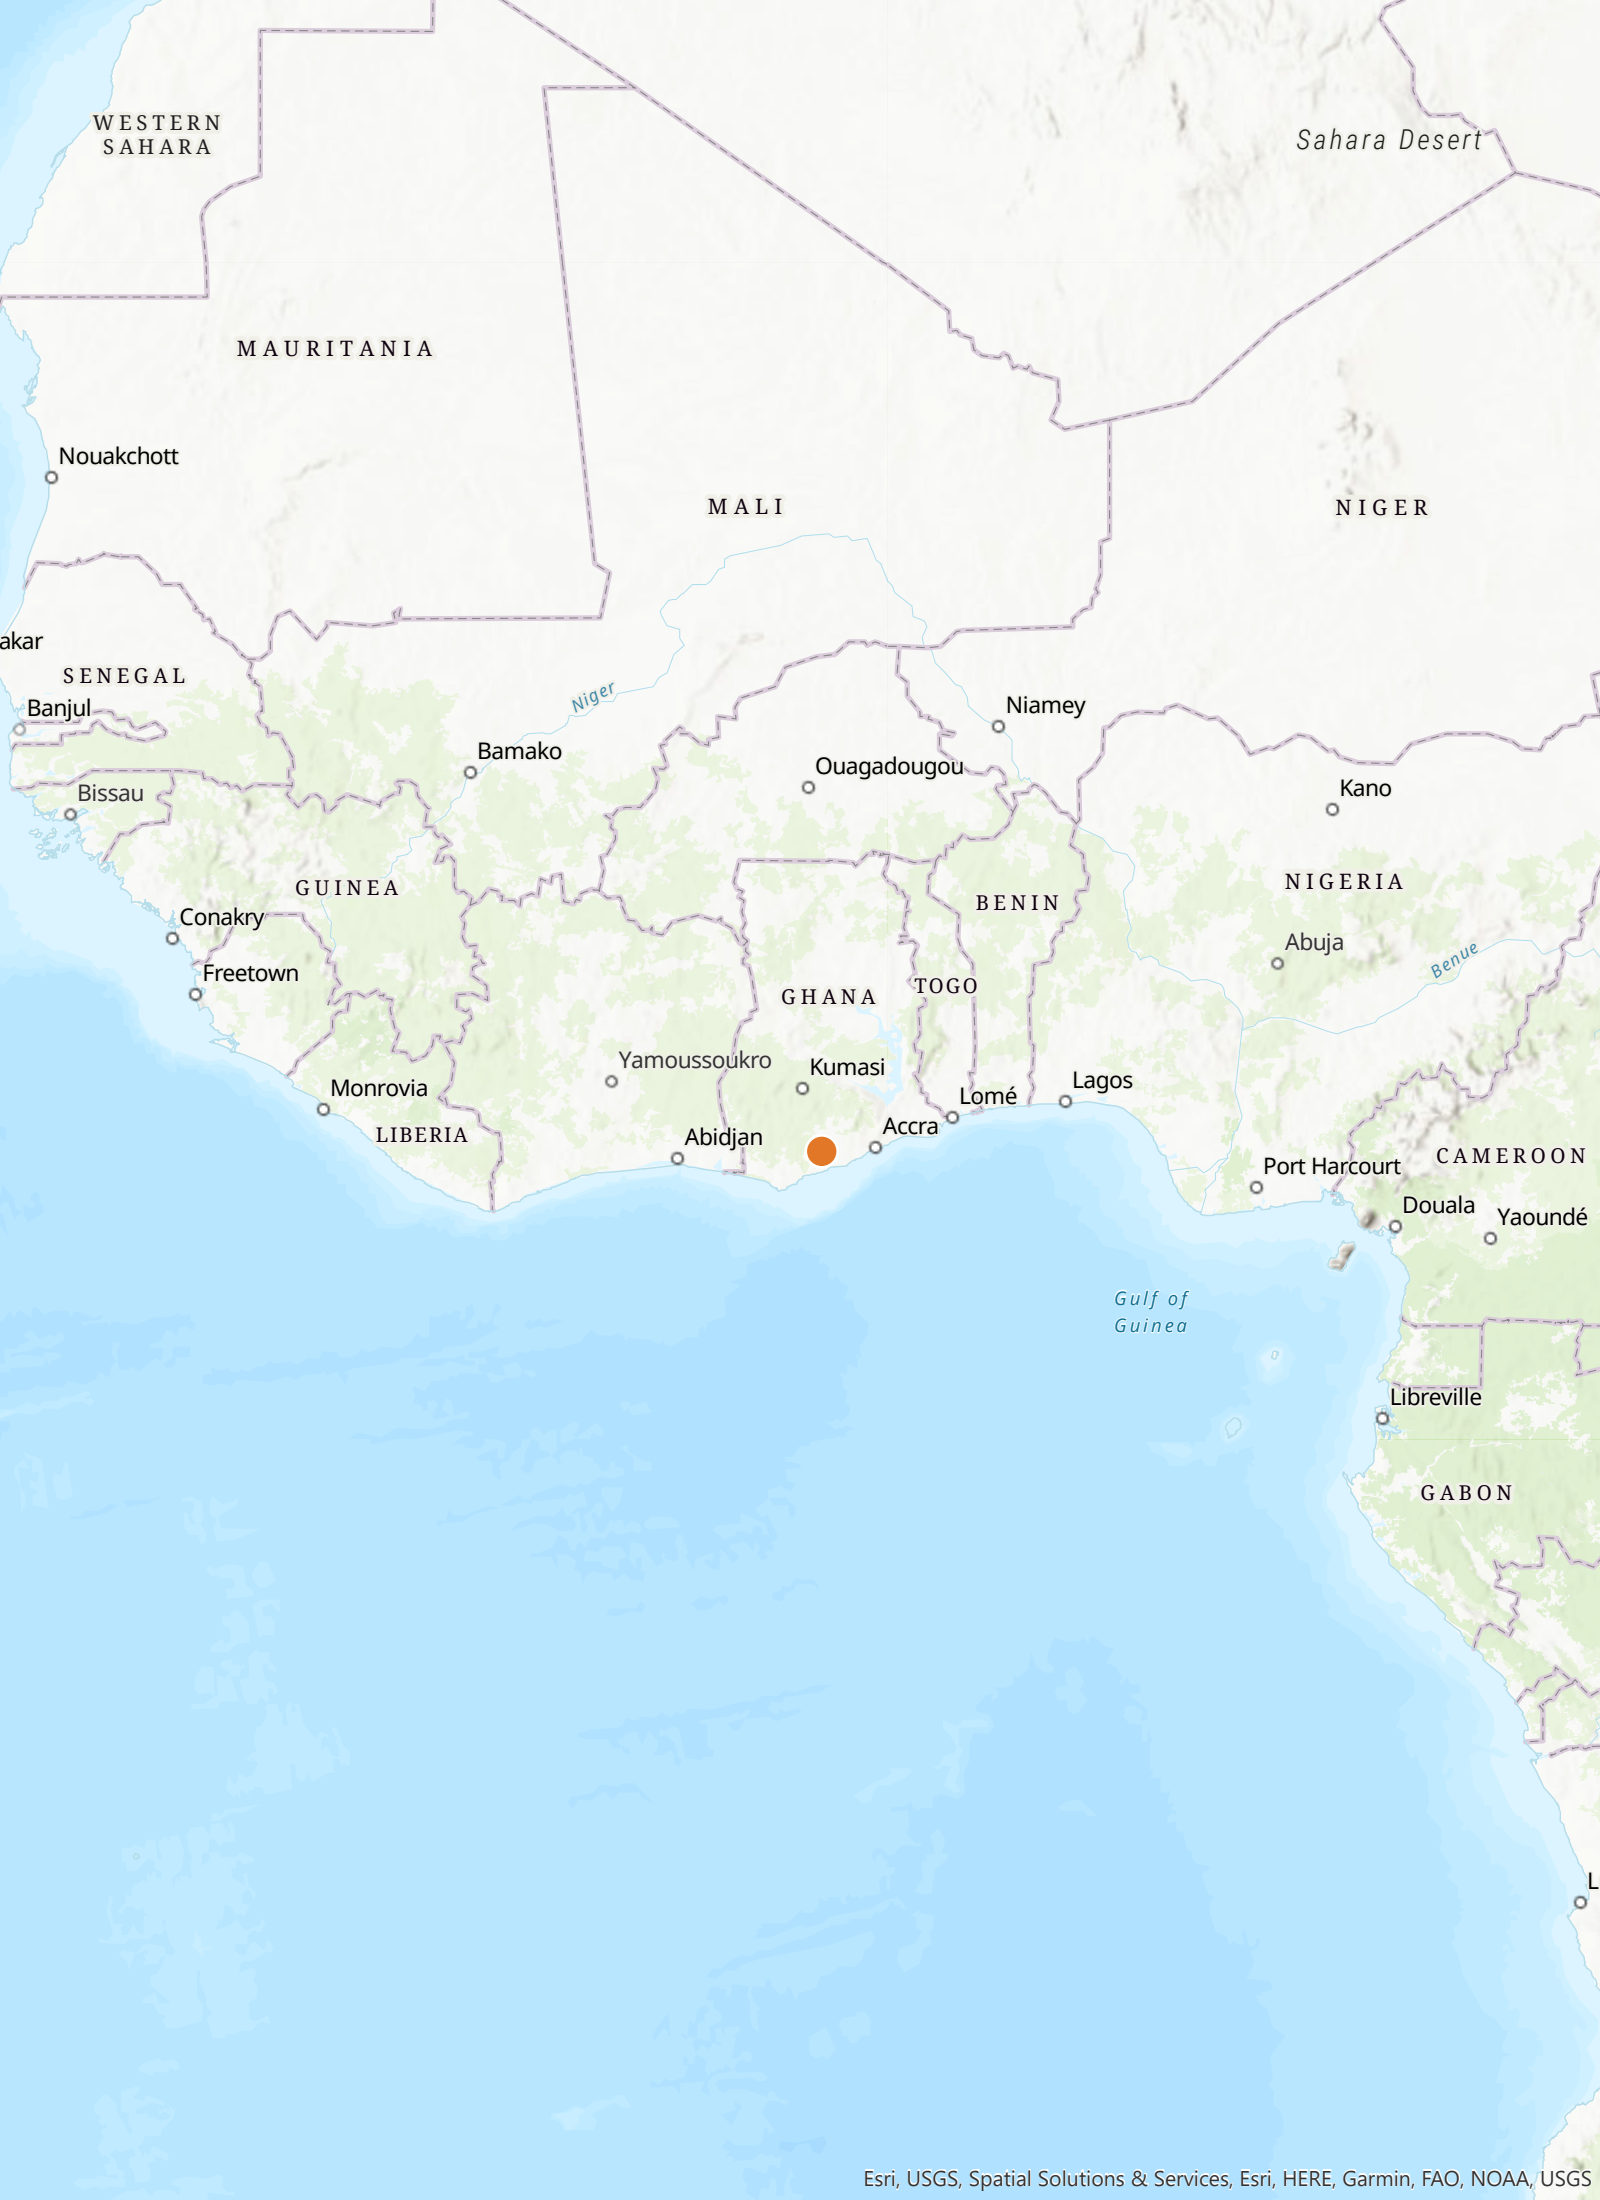 WESTERN
SAHARA
Sahara Desert
MAURITANIA
Nouakchott
MALI
NIGER
akar
SENEGAL
Banjul
Niger
Niamey
Bamako
Ouagadougou
Bissau
Kano
GUINEA
NIGERIA
BENIN
Conakry
Abuja
Benue
Freetown
GHANA
TOGO
Yamoussoukro
Kumasi
Monrovia
Lomé
Lagos
LIBERIA
Abidjan
Accra
Port Harcourt
CAMEROON
Douala
Yaoundé
Gulf of
Guinea
Libreville
GABON
L
Esri, USGS, Spatial Solutions & Services, Esri, HERE, Garmin, FAO, NOAA, USGS